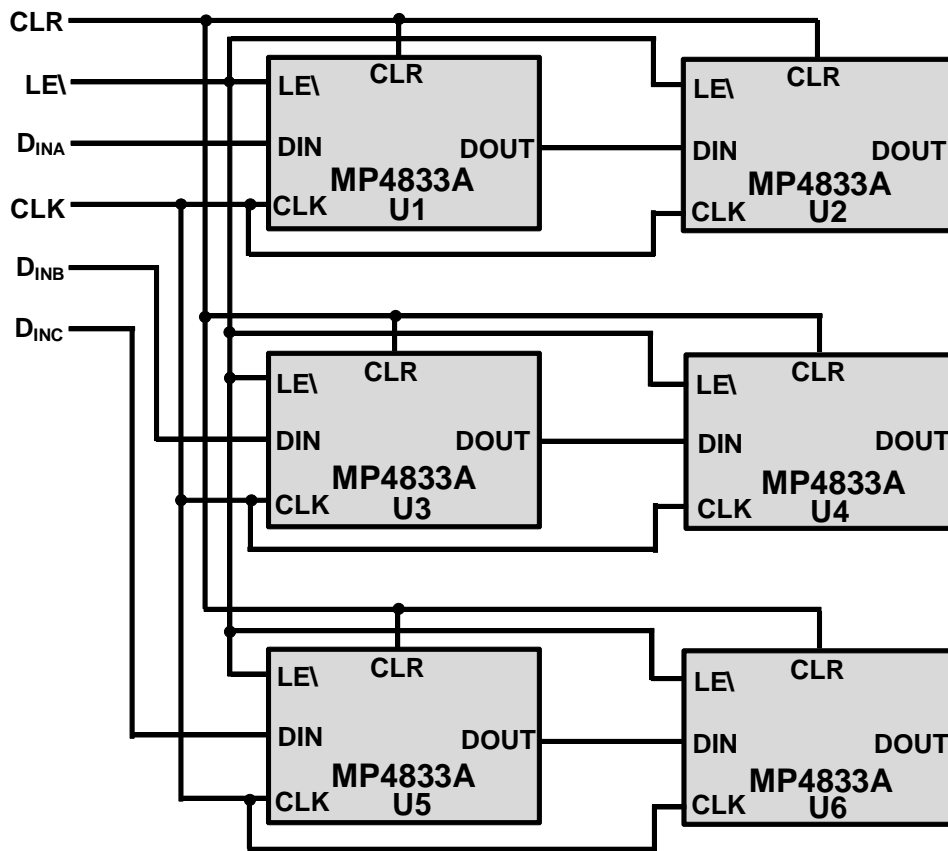 CLR
LE\
DINA
CLK
DINB
DINC
CLR
LE\
DIN
DOUT
MP4833A
CLK
U1
CLR
LE\
DIN
DOUT
MP4833A
CLK
U2
CLR
LE\
DIN
DOUT
MP4833A
CLK
U3
CLR
LE\
DIN
DOUT
MP4833A
CLK
U4
CLR
LE\
DIN
DOUT
MP4833A
CLK
U5
CLR
LE\
DIN
DOUT
MP4833A
CLK
U6